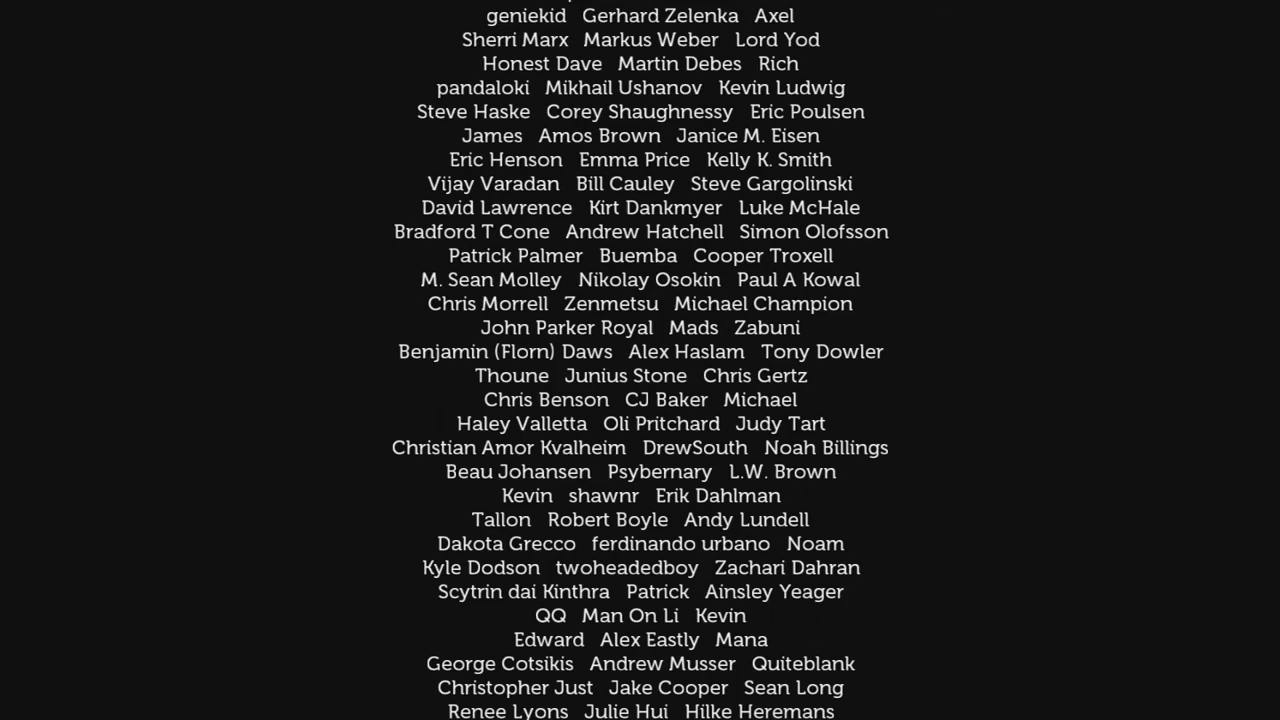 geniekid Gerhard Zelenka Axel
Sherri Marx Markus Weber Lord Yod
Honest Dave Martin Debes Rich
pandaloki Mikhail Ushanov Kevin Ludwig
Steve Haske Corey Shaughnessy Eric Poulsen
James Amos Brown Janice M. Eisen
Eric Henson Emma Price Kelly K. Smith
Vijay Varadan Bill Cauley Steve Gargolinski
David Lawrence Kirt Dankmyer Luke McHale
Bradford T Cone Andrew Hatchell Simon Olofsson
Patrick Palmer Buemba Cooper Troxell
M. Sean Molley Nikolay Osokin Paul A Kowal
Chris Morrell Zenmetsu Michael Champion
John Parker Royal Mads Zabuni
Benjamin (Florn) Daws Alex Haslam Tony Dowler
Thoune Junius Stone Chris Gertz
Chris Benson CJ Baker Michael
Haley Valletta Oli Pritchard Judy Tart
Christian Amor Kvalheim DrewSouth Noah Billings
Beau Johansen Psybernary L.W. Brown
Kevin shawnr Erik Dahlman
Tallon Robert Boyle Andy Lundell
Dakota Grecco ferdinando urbano Noam
Kyle Dodson twoheadedboy Zachari Dahran
Scytrin dai Kinthra Patrick Ainsley Yeager
QQ Man On Li Kevin
Edward Alex Eastly Mana
George Cotsikis Andrew Musser Quiteblank
Christopher Just Jake Cooper Sean Long
Renee Lyons Julie Hui Hilke Heremans